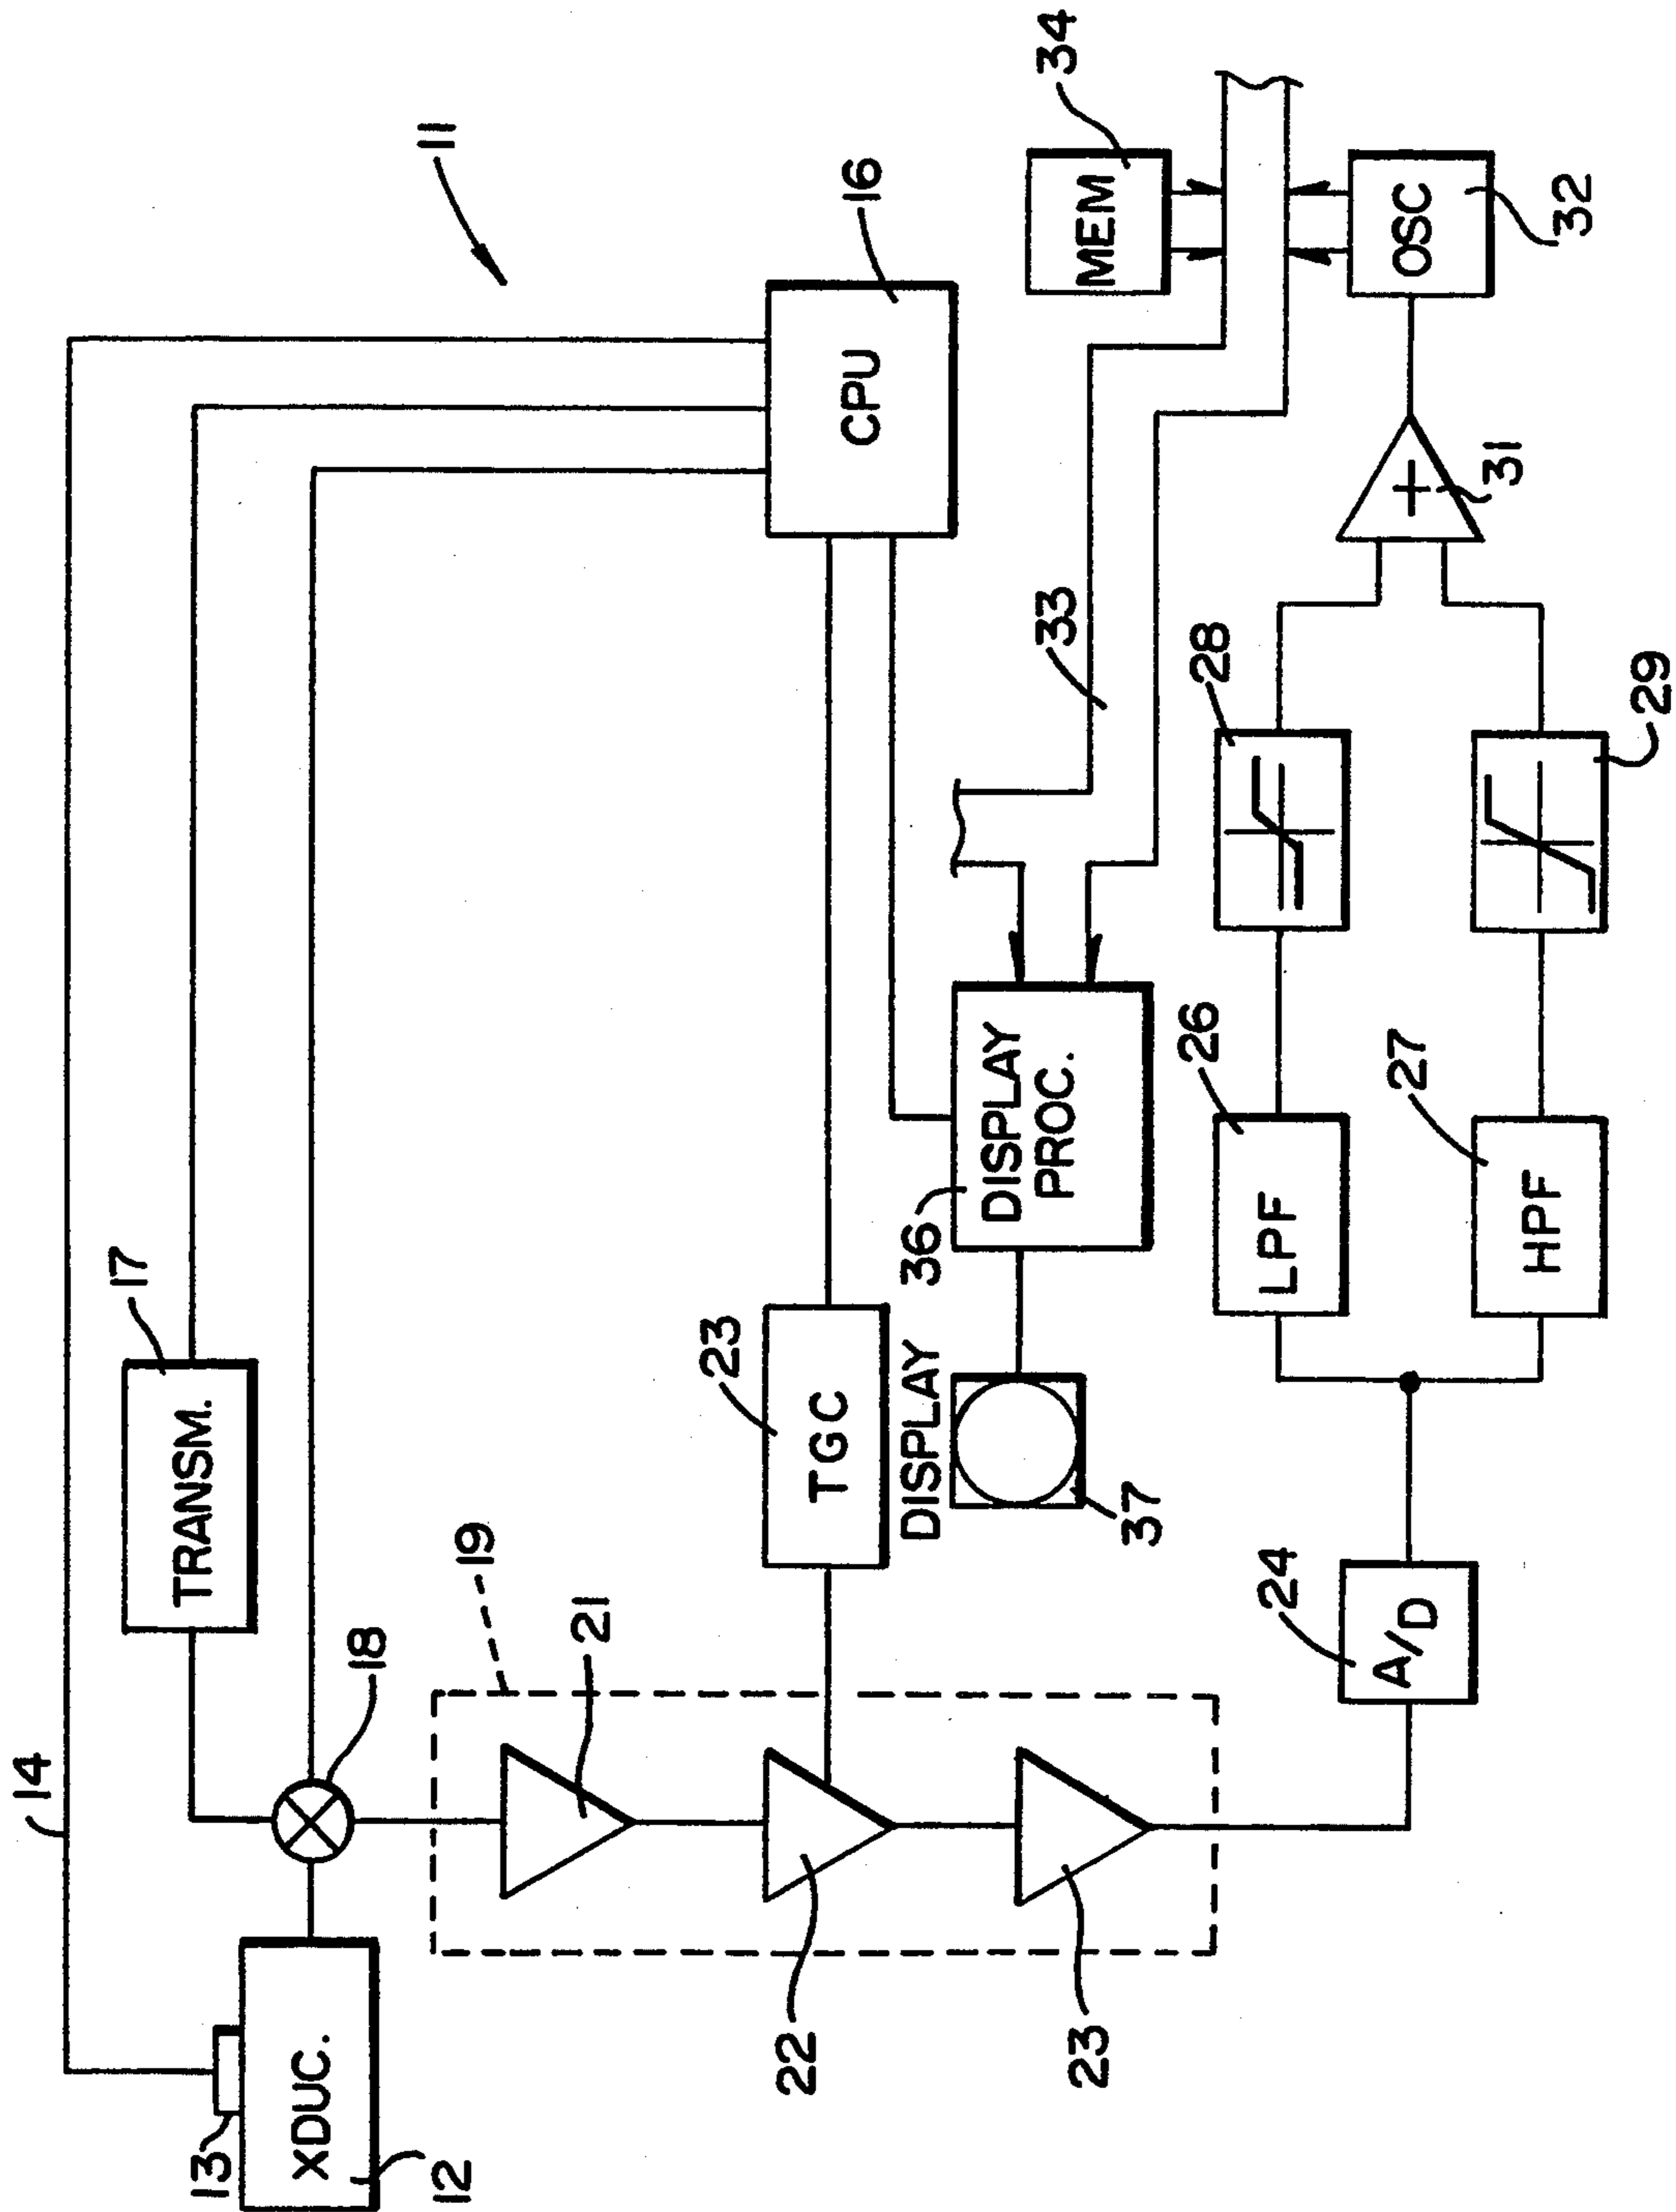 11
14
13
XDUC.
12
17
TRANSM.
18
16
CPU
19
21
22
23
23
TGC
DISPLAY
37
36
DISPLAY
PROC.
33
34
MEM
24
A/D
26
LPF
27
HPF
28
29
+
31
OSC
32